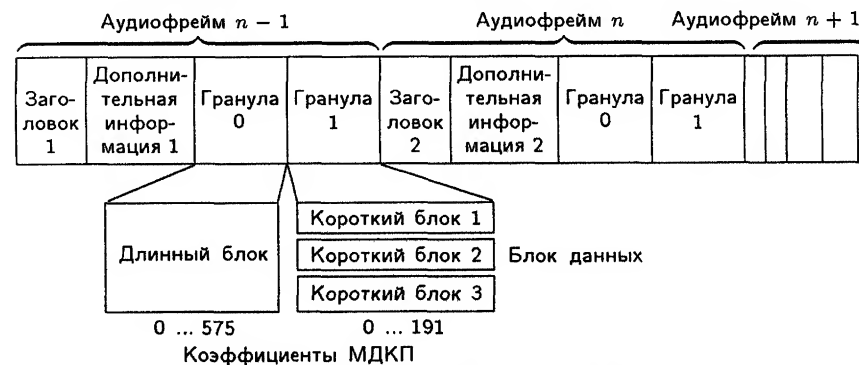 Аудиофрейм n − 1 Аудиофрейм n Аудиофрейм n + 1
Заго-
ловок
1
Дополни-
тельная
инфор-
мация 1
Гранула
0
Гранула
1
Заго-
ловок
2
Дополни-
тельная
инфор-
мация 2
Гранула
0
Гранула
1
Длинный блок
Короткий блок 1
Короткий блок 2
Короткий блок 3
Блок данных
0 ... 575
0 ... 191
Коэффициенты МДКП